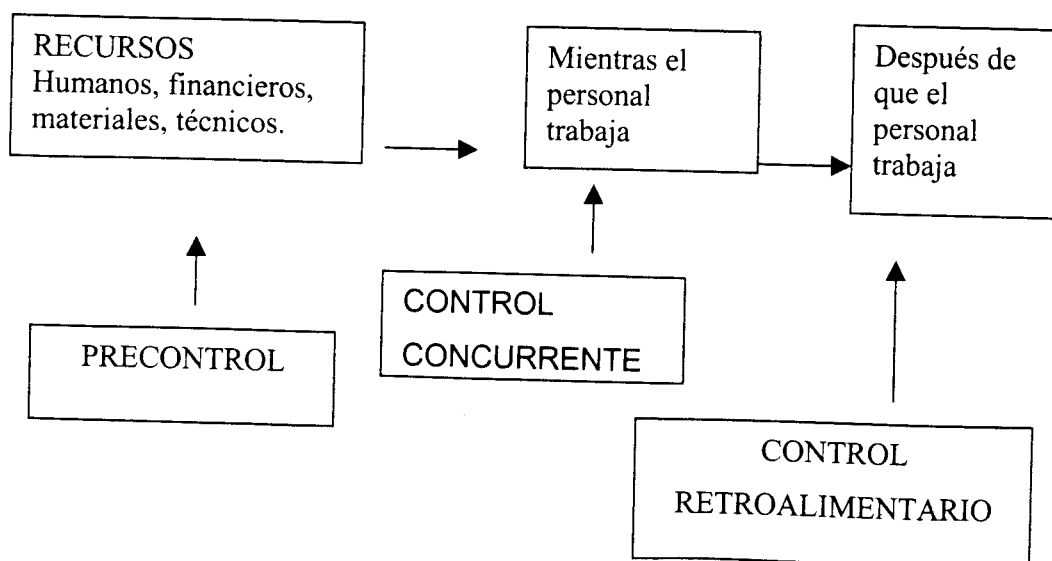 RECURSOS
Humanos, financieros,
materiales, técnicos.
Mientras el
personal
trabaja
Después de
que el
personal
trabaja
PRECONTROL
CONTROL
CONCURRENTE
CONTROL
RETROALIMENTARIO